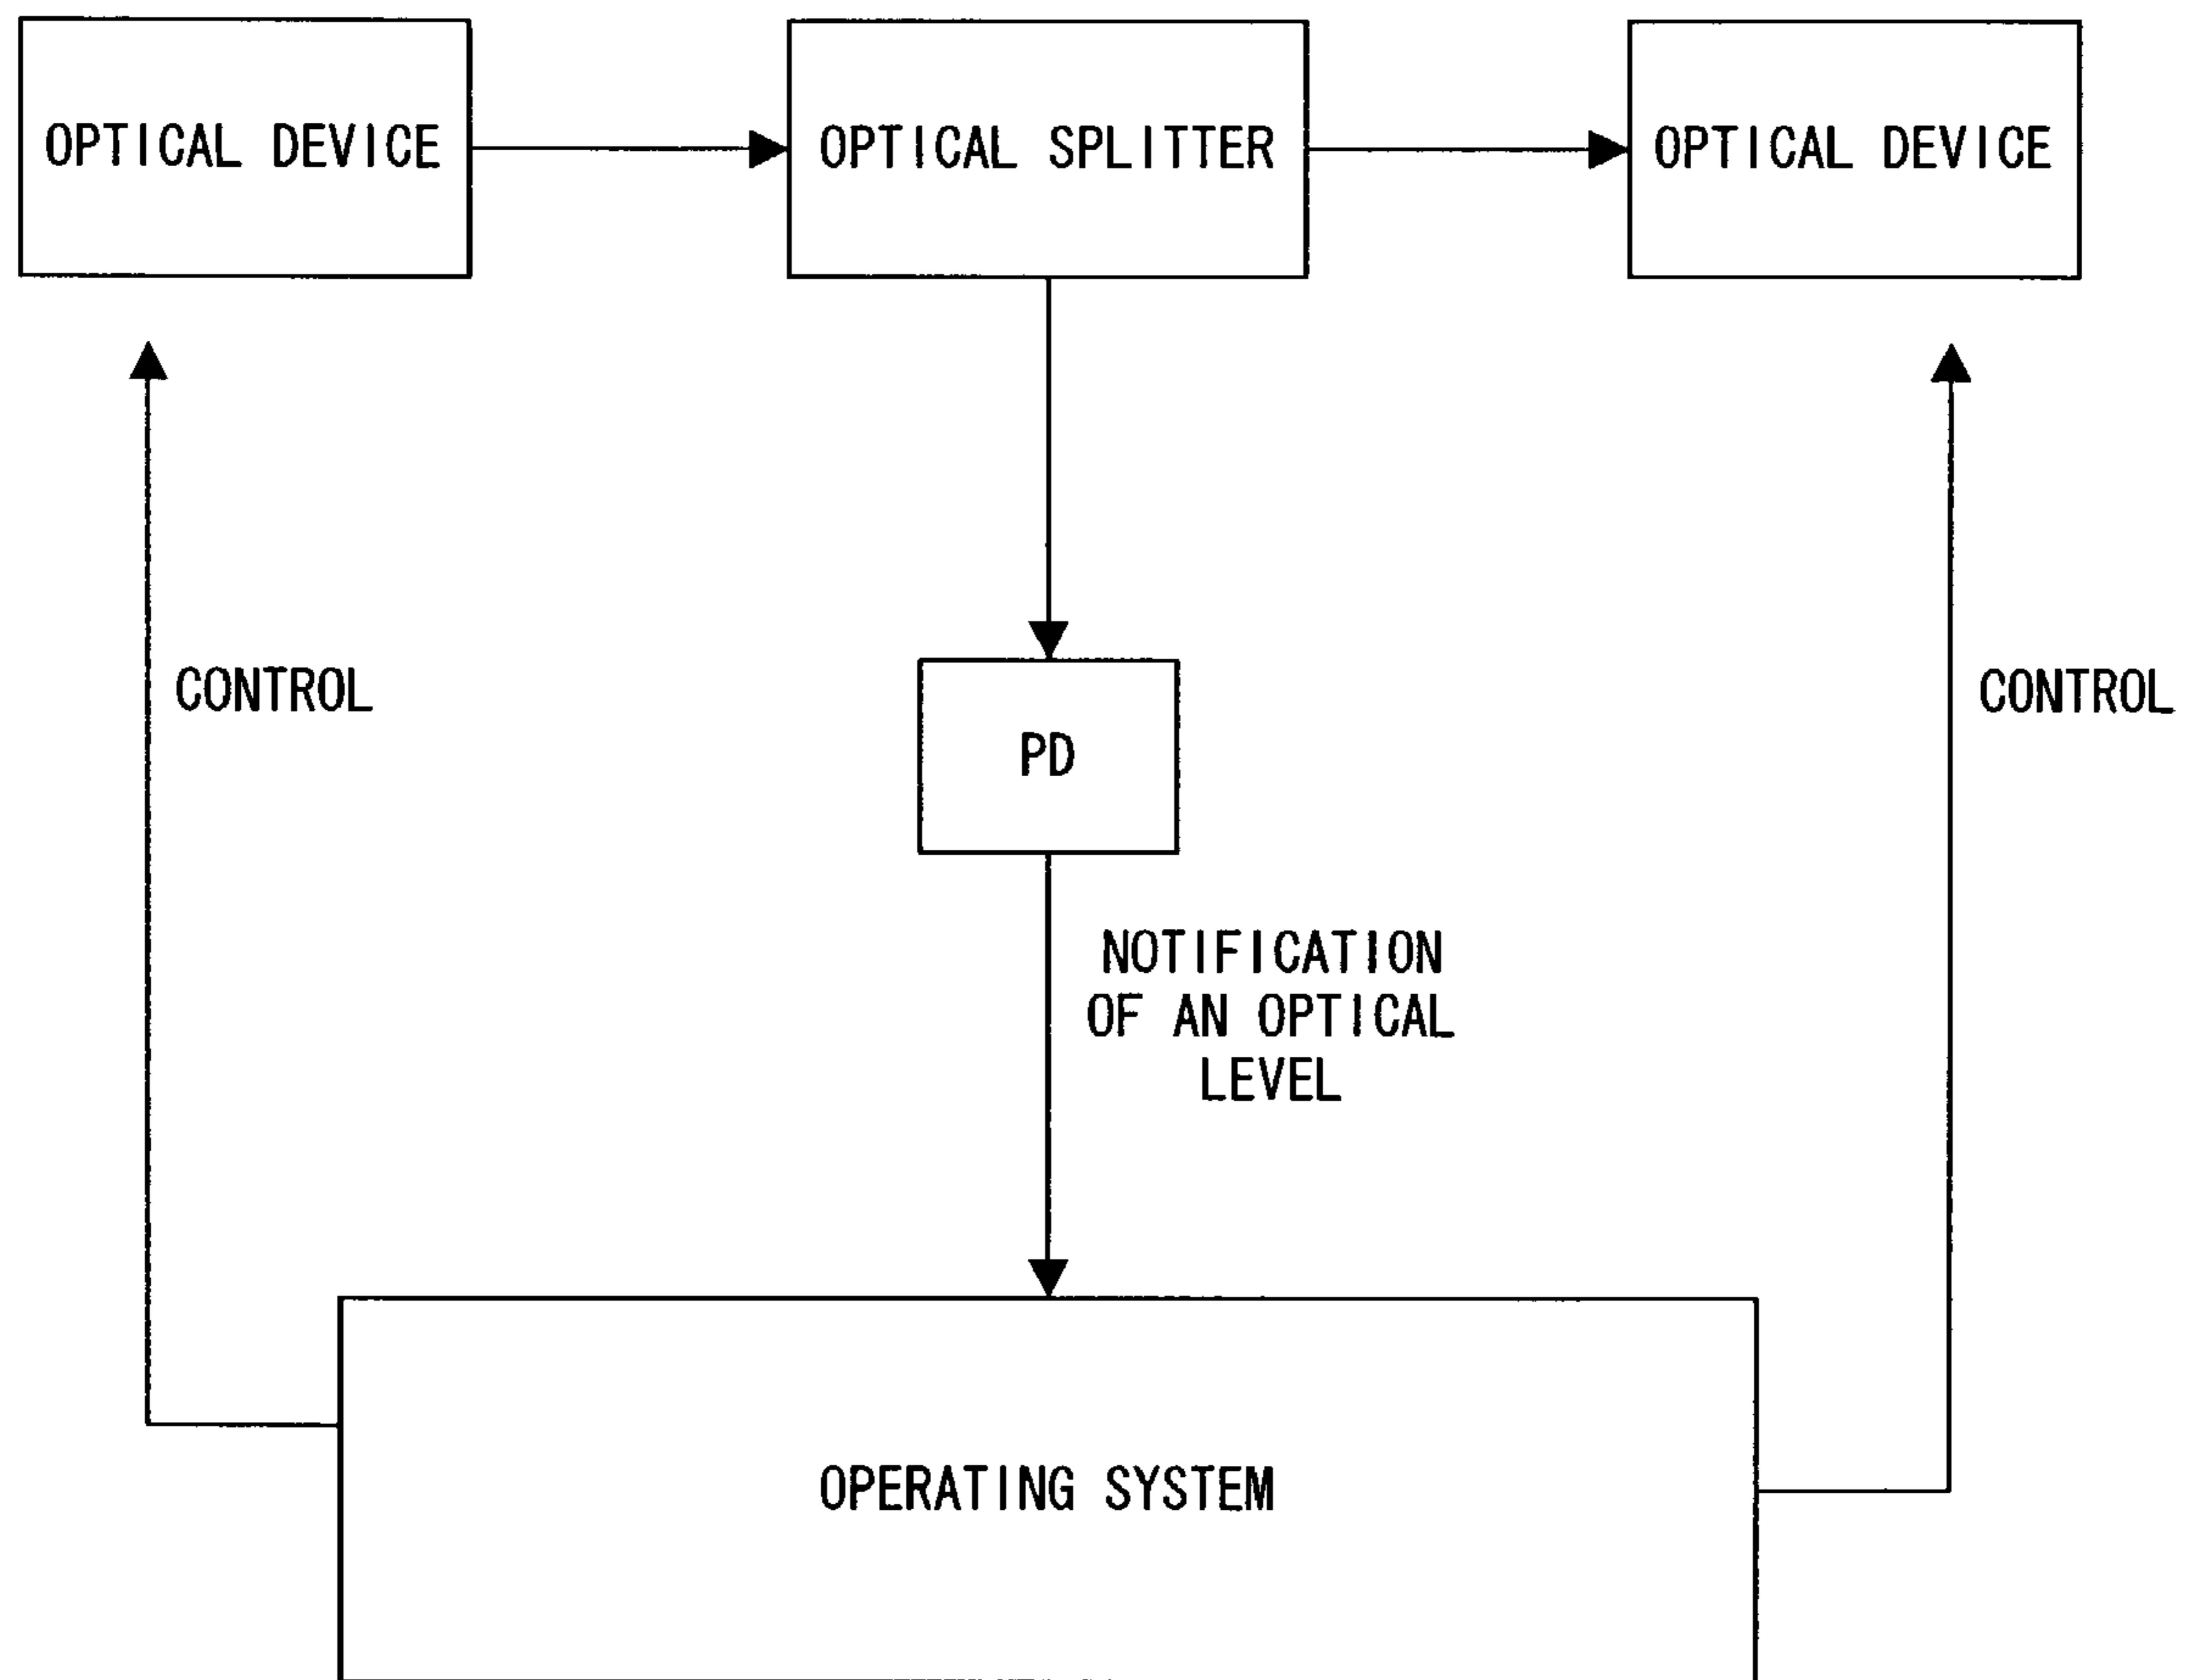 OPTICAL DEVICE
OPTICAL SPLITTER
OPTICAL DEVICE
CONTROL
CONTROL
PD
NOTIFICATION
OF AN OPTICAL
LEVEL
OPERATING SYSTEM